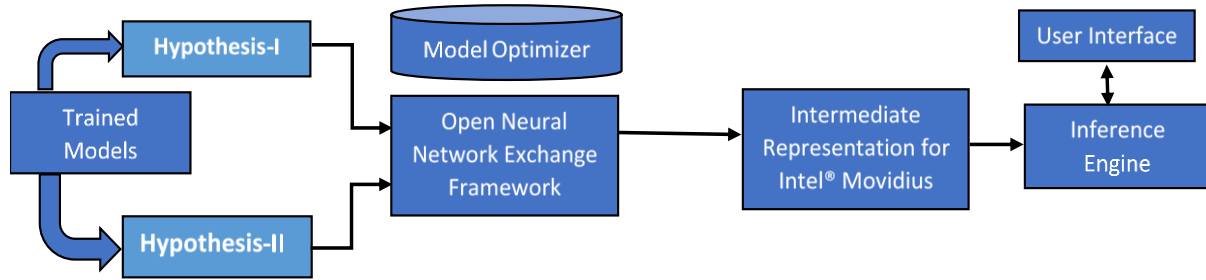 Hypothesis-I
Model Optimizer
User Interface
Trained
Models
Open Neural
Network Exchange
Framework
Intermediate
Representation for
Intel® Movidius
Inference
Engine
Hypothesis-II